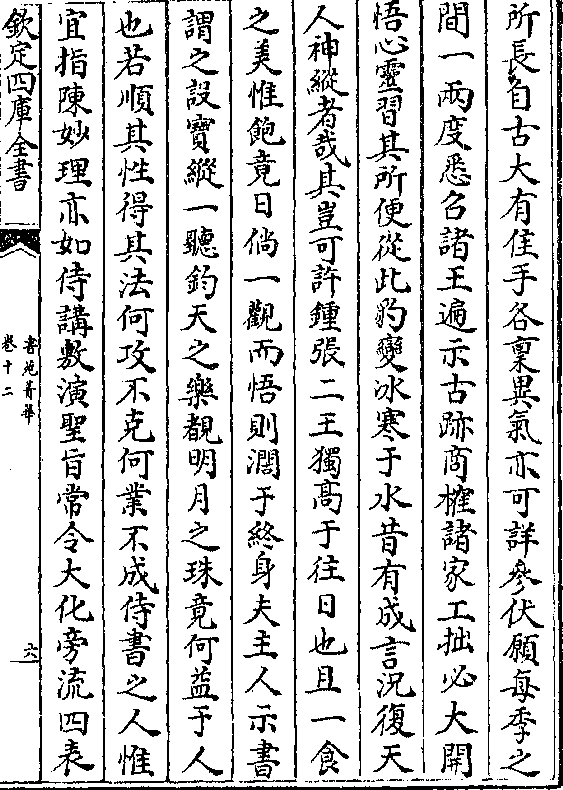 所長自古大有佳手各稟異氣亦可詳參伏願每季之
間一兩度悉召諸王遍示古跡商榷諸家工拙必大開
悟心靈習其所便從此豹變冰寒于水昔有成言況復天
人神縱者哉其豈可許鍾張二王獨高于往日也且一食
之美惟飽竟日倘一觀而悟則濶于終身夫主人示書
謂之設寶縱一聽鈞天之樂覩明月之珠竟何益于人
也若順其性得其法何攻不克何業不成侍書之人惟
宜指陳妙理亦如侍講敷演聖旨常令大化旁流四表
欽定四庫全書
書苑菁華
卷十二
六